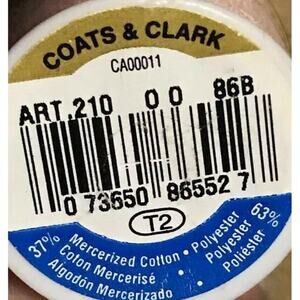 COATS & CLARK
CA00011
ART.210 0 0 86B
0 73650 86552 7
T2
37% Mercerized Cotton • Polyester 63%
Coton Mercerisé • Polyester
Algodón Mercerizado • Poliéster